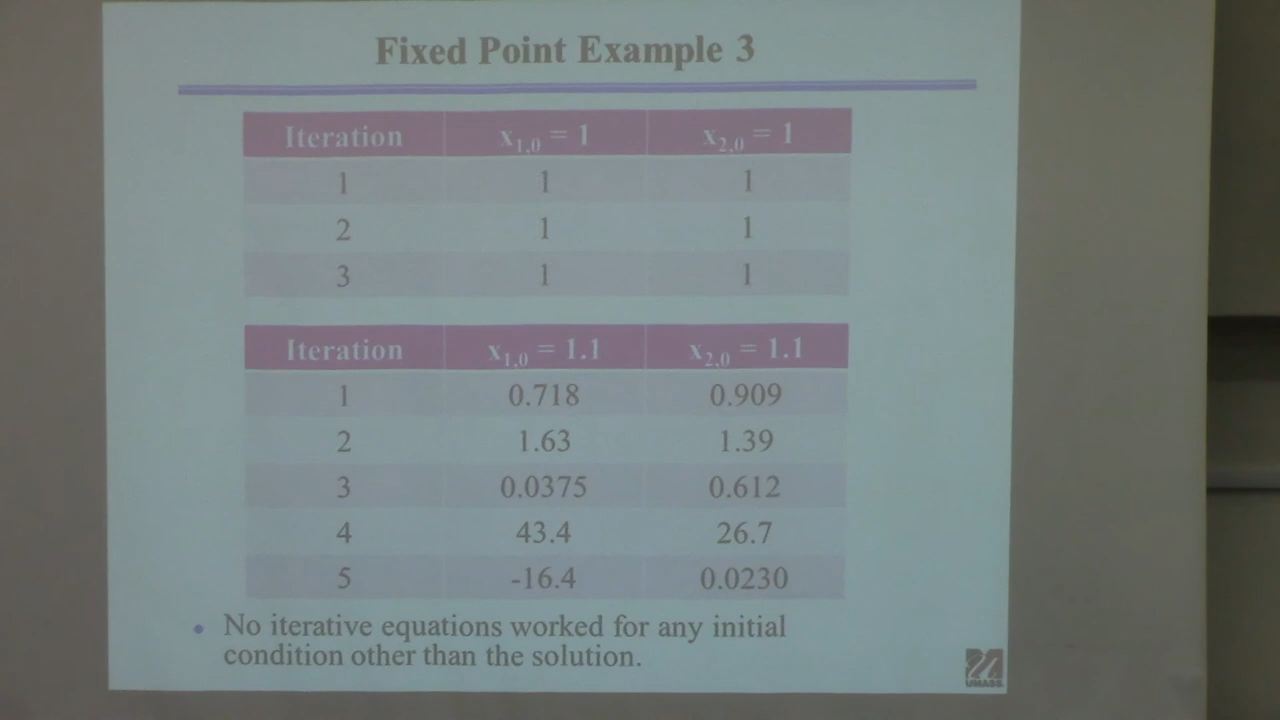 Fixed Point Example 3
Iteration x1,0 = 1 x2,0 = 1
1 1 1
2 1 1
3 1 1
Iteration x1,0 = 1.1 x2,0 = 1.1
1 0.718 0.909
2 1.63 1.39
3 0.0375 0.612
4 43.4 26.7
5 -16.4 0.0230
• No iterative equations worked for any initial
condition other than the solution.
UMASS